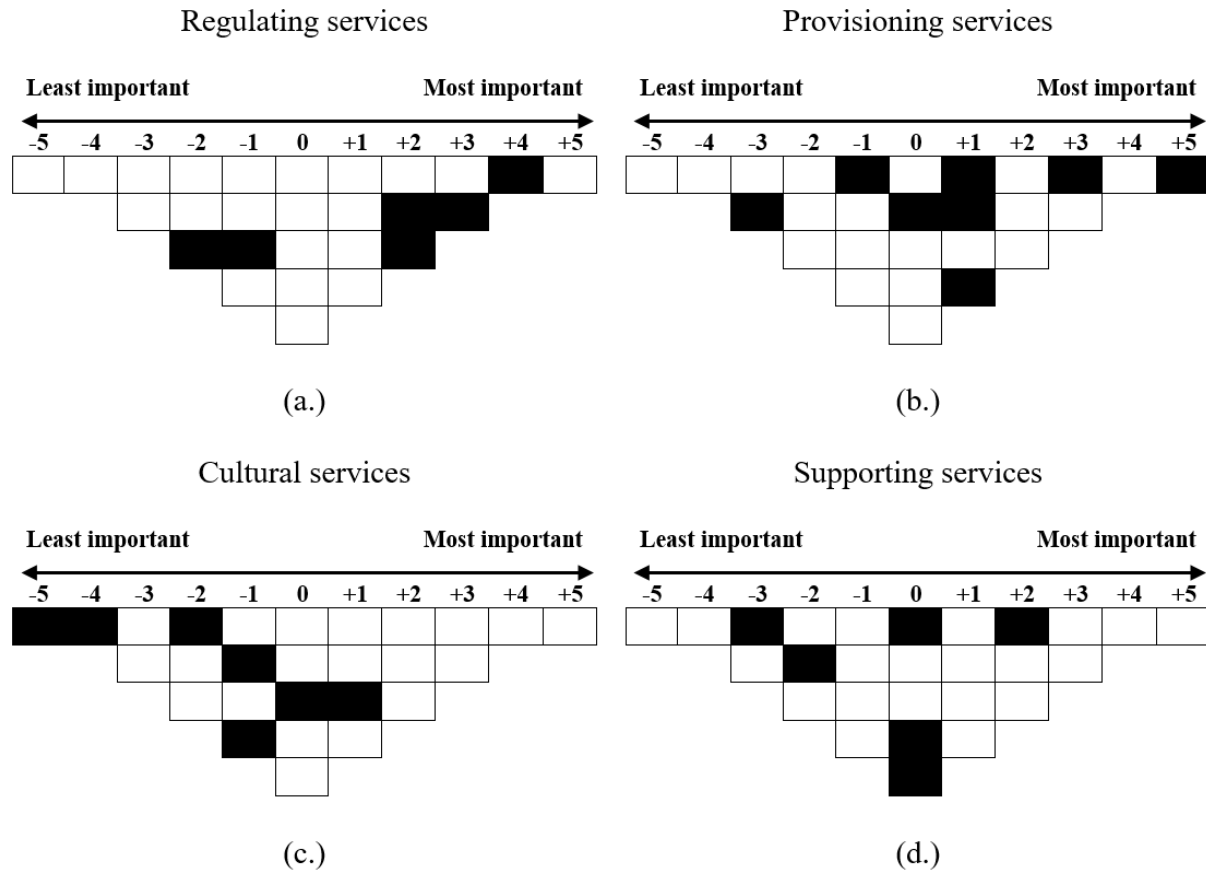 Regulating services
Least important Most important
-5 -4 -3 -2 -1 0 +1 +2 +3 +4 +5
(a.)
Provisioning services
Least important Most important
-5 -4 -3 -2 -1 0 +1 +2 +3 +4 +5
(b.)
Cultural services
Least important Most important
-5 -4 -3 -2 -1 0 +1 +2 +3 +4 +5
(c.)
Supporting services
Least important Most important
-5 -4 -3 -2 -1 0 +1 +2 +3 +4 +5
(d.)